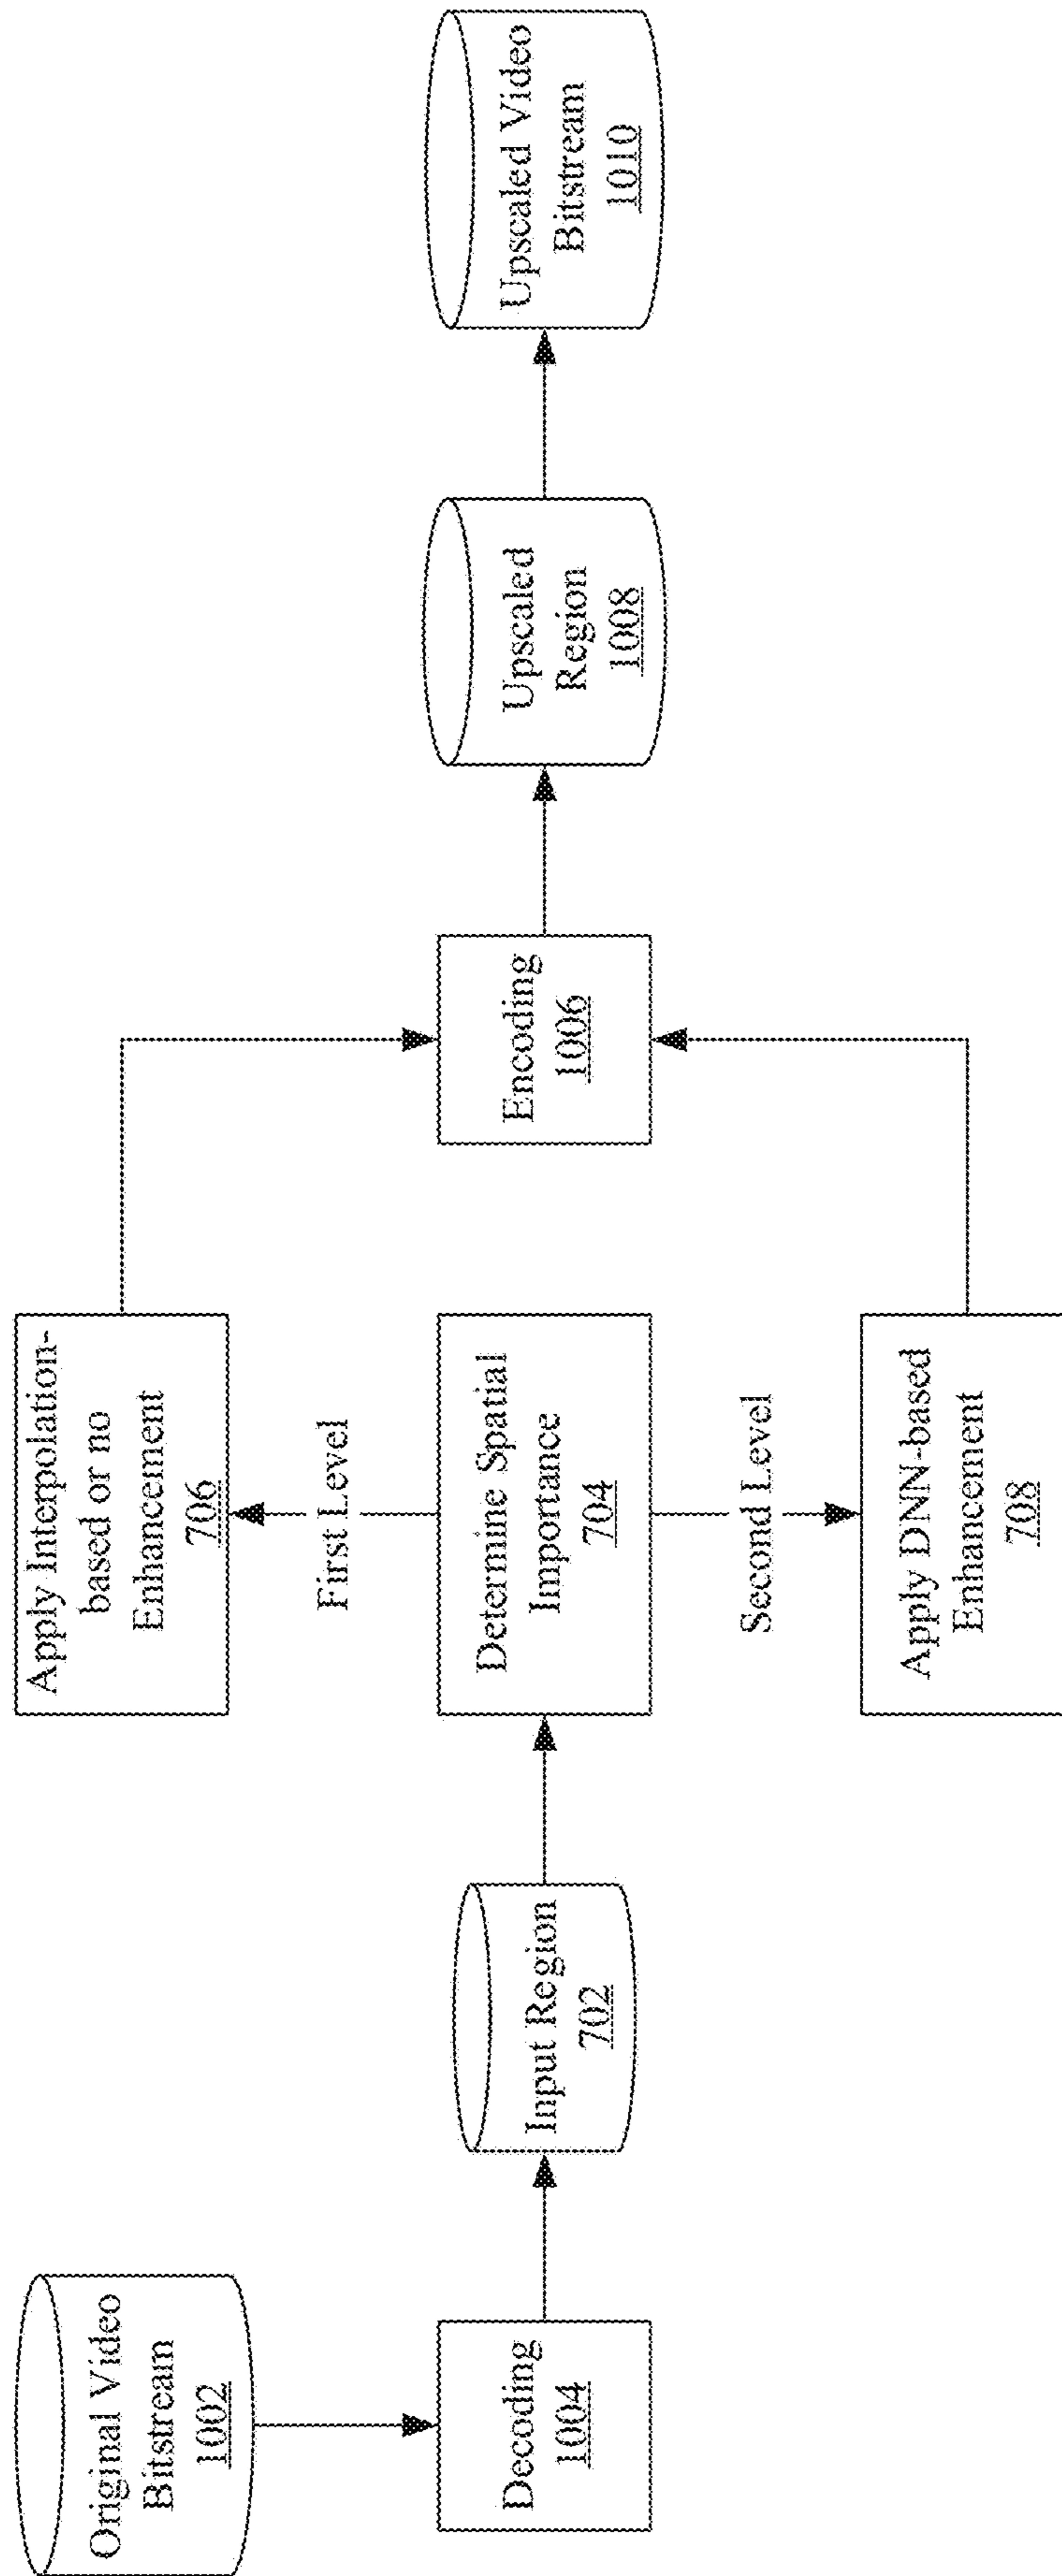 Original Video
Bitstream
1002
Decoding
1004
Input Region
702
Determine Spatial
Importance
704
First Level
Apply Interpolation-
based or no
Enhancement
706
Second Level
Apply DNN-based
Enhancement
708
Encoding
1006
Upscaled
Region
1008
Upscaled Video
Bitstream
1010